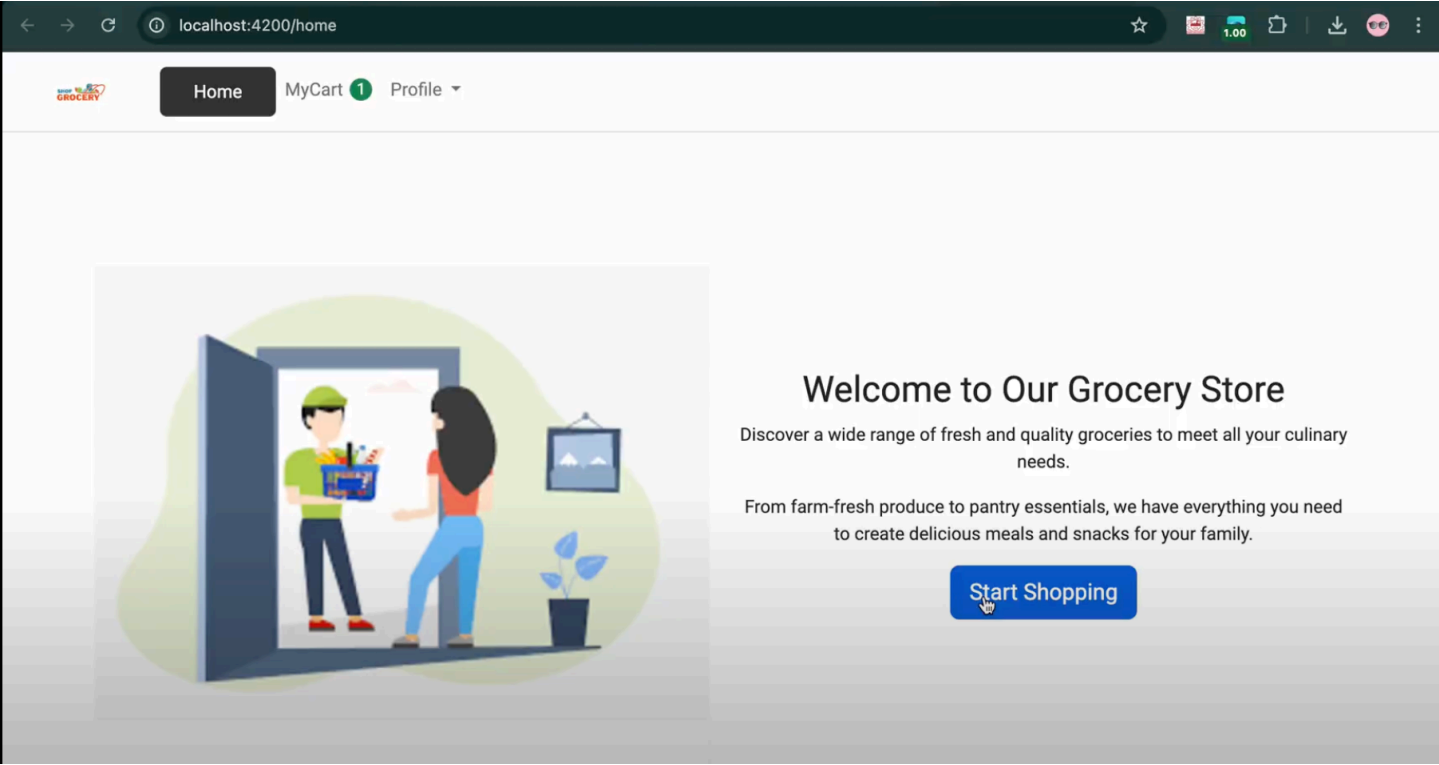 localhost:4200/home
1.00
SHOP
GROCERY
Home
MyCart 1
Profile
Welcome to Our Grocery Store
Discover a wide range of fresh and quality groceries to meet all your culinary
needs.
From farm-fresh produce to pantry essentials, we have everything you need
to create delicious meals and snacks for your family.
Start Shopping